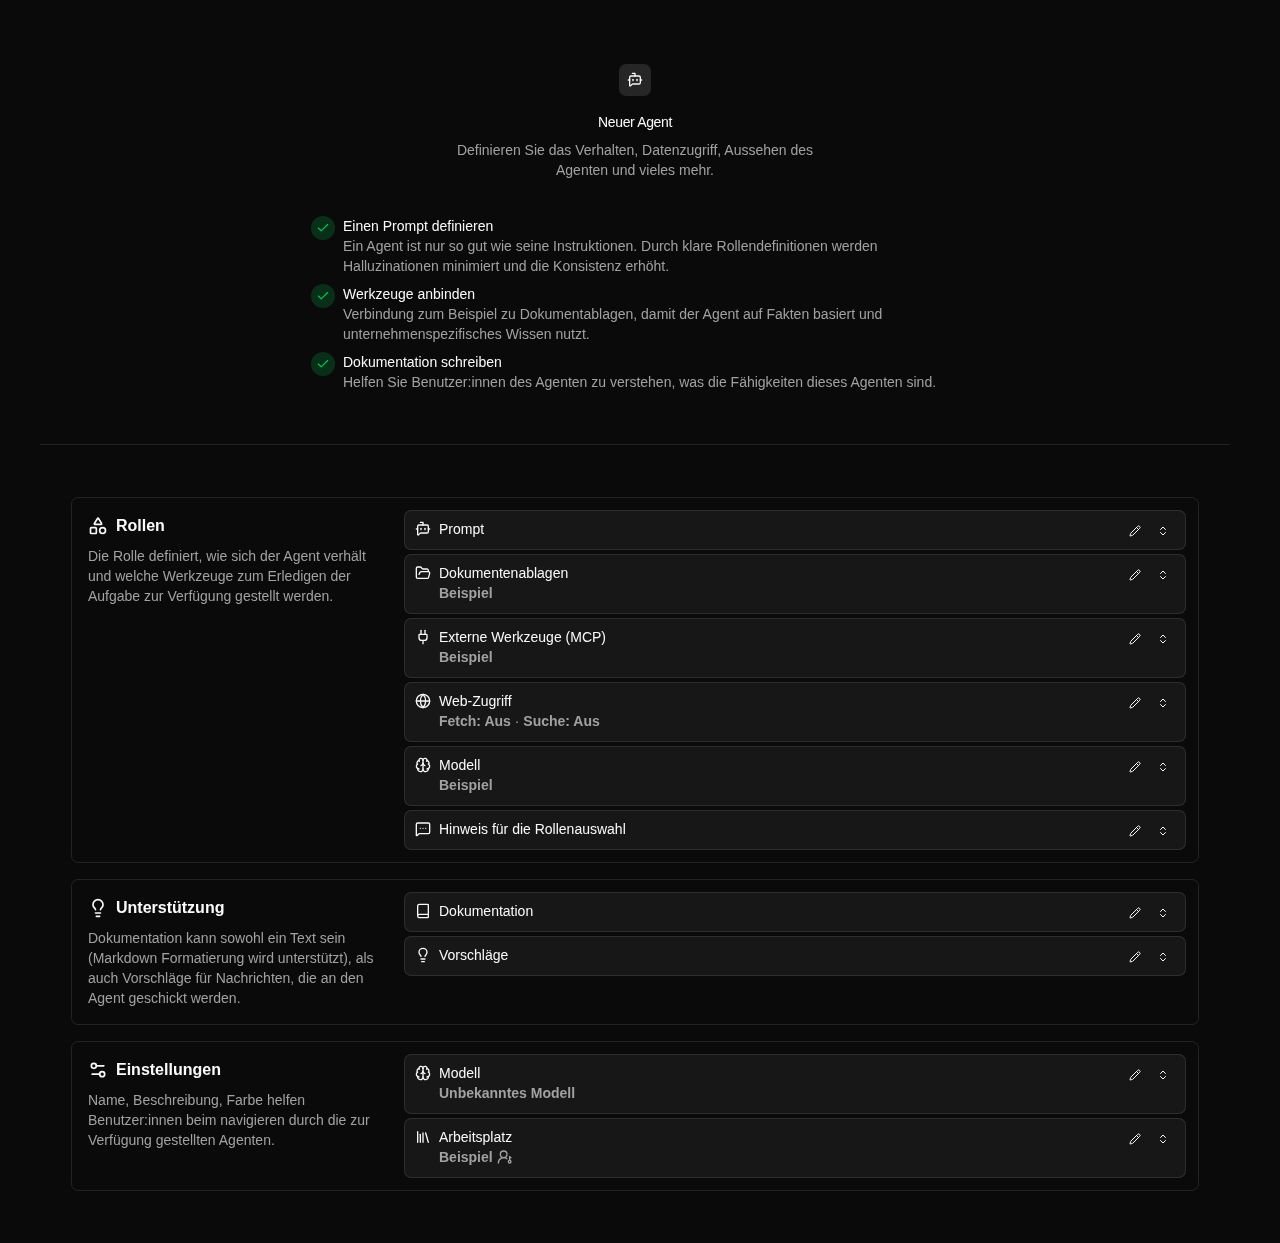 Neuer Agent
Definieren Sie das Verhalten, Datenzugriff, Aussehen des
Agenten und vieles mehr.
Einen Prompt definieren
Ein Agent ist nur so gut wie seine Instruktionen. Durch klare Rollendefinitionen werden
Halluzinationen minimiert und die Konsistenz erhöht.
Werkzeuge anbinden
Verbindung zum Beispiel zu Dokumentablagen, damit der Agent auf Fakten basiert und
unternehmenspezifisches Wissen nutzt.
Dokumentation schreiben
Helfen Sie Benutzer:innen des Agenten zu verstehen, was die Fähigkeiten dieses Agenten sind.
Rollen
Die Rolle definiert, wie sich der Agent verhält
und welche Werkzeuge zum Erledigen der
Aufgabe zur Verfügung gestellt werden.
Prompt
Dokumentenablagen
Beispiel
Externe Werkzeuge (MCP)
Beispiel
Web-Zugriff
Fetch: Aus · Suche: Aus
Modell
Beispiel
Hinweis für die Rollenauswahl
Unterstützung
Dokumentation kann sowohl ein Text sein
(Markdown Formatierung wird unterstützt), als
auch Vorschläge für Nachrichten, die an den
Agent geschickt werden.
Dokumentation
Vorschläge
Einstellungen
Name, Beschreibung, Farbe helfen
Benutzer:innen beim navigieren durch die zur
Verfügung gestellten Agenten.
Modell
Unbekanntes Modell
Arbeitsplatz
Beispiel